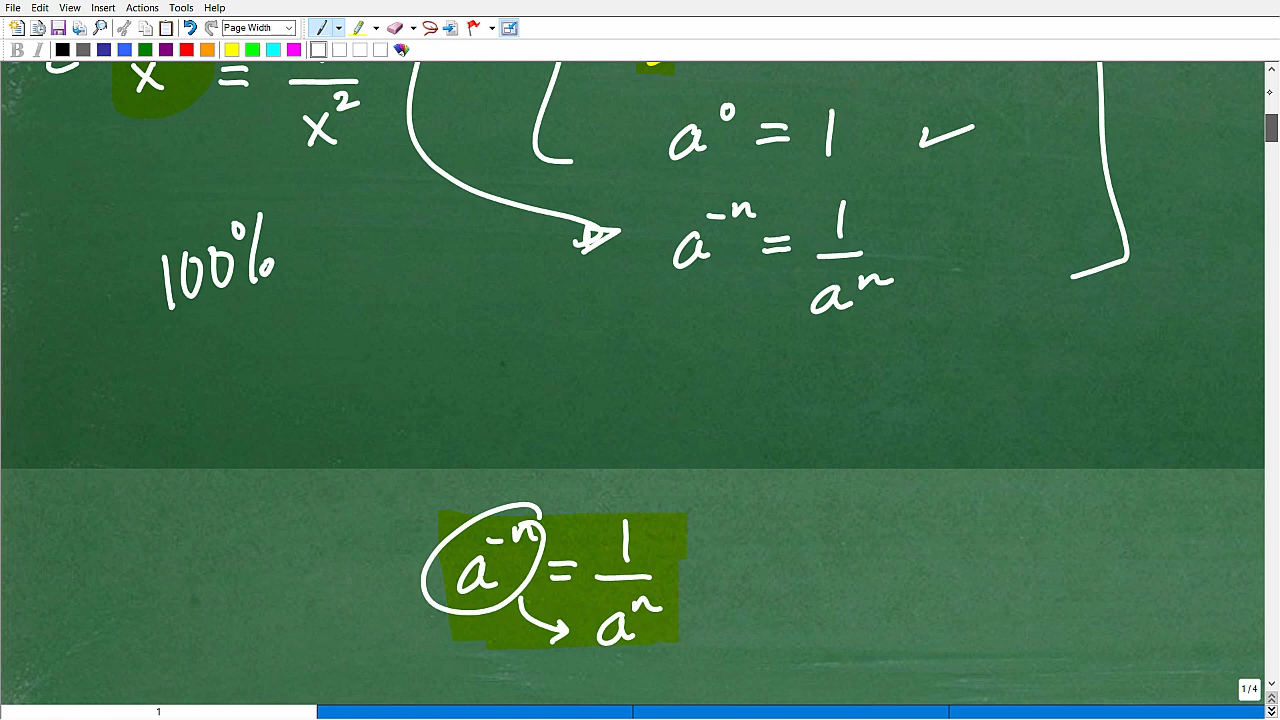 File Edit View Insert Actions Tools Help
Page Width
B I
x = 
x²
a⁰ = 1 ✓
a⁻ⁿ = 1/aⁿ
100%
a⁻ⁿ = 1/aⁿ
1/4
1